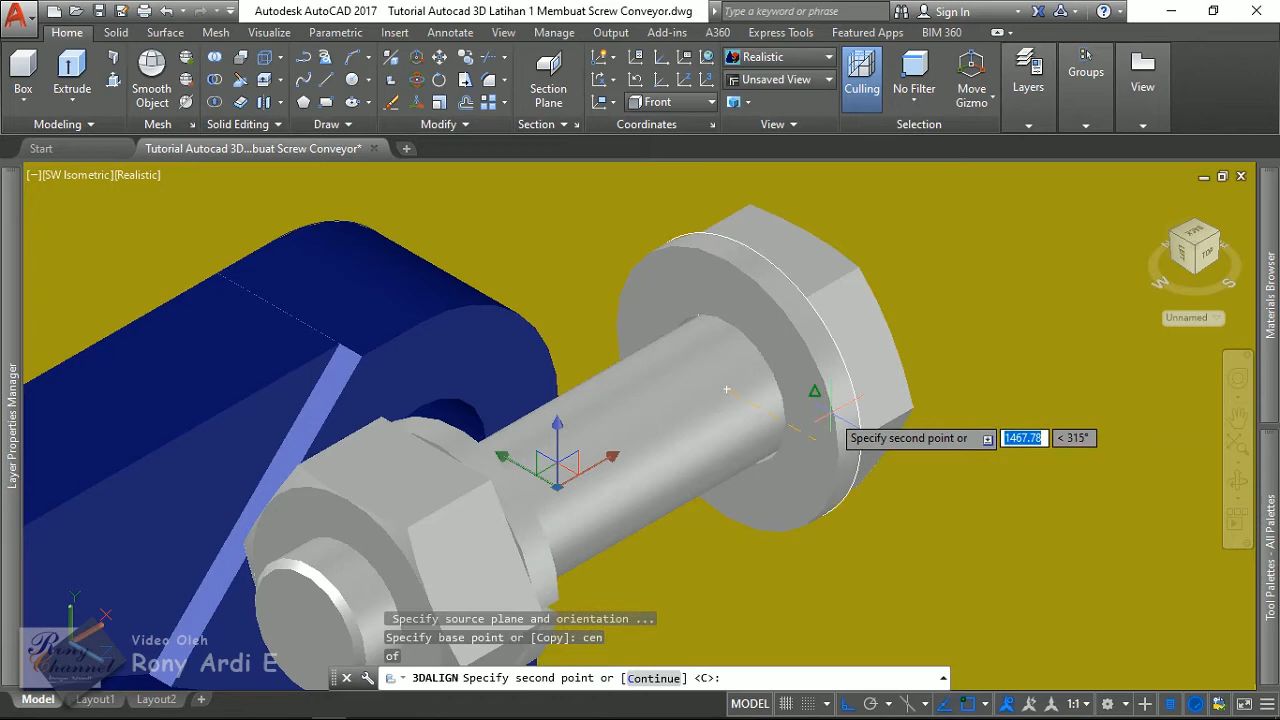 Autodesk AutoCAD 2017 Tutorial Autocad 3D Latihan 1 Membuat Screw Conveyor.dwg
Type a keyword or phrase
Sign In
Home Solid Surface Mesh Visualize Parametric Insert Annotate View Manage Output Add-ins A360 Express Tools Featured Apps BIM 360
Box
Extrude
Smooth Object
Section Plane
Realistic
Unsaved View
Front
Culling
No Filter
Move Gizmo
Layers
Groups
View
Modeling
Mesh
Solid Editing
Draw
Modify
Section
Coordinates
View
Selection
Start
Tutorial Autocad 3D...buat Screw Conveyor*
[−][SW Isometric][Realistic]
BACK
LEFT
TOP
W
S
Unnamed
Layer Properties Manager
Materials Browser
Tool Palettes - All Palettes
Specify second point or
1467.78
< 315°
Specify source plane and orientation ...
Specify base point or [Copy]: cen
of
3DALIGN Specify second point or [Continue] <C>:
Y
X
Rony
Channel
Video Oleh
Rony Ardi E
Model
Layout1
Layout2
MODEL
1:1